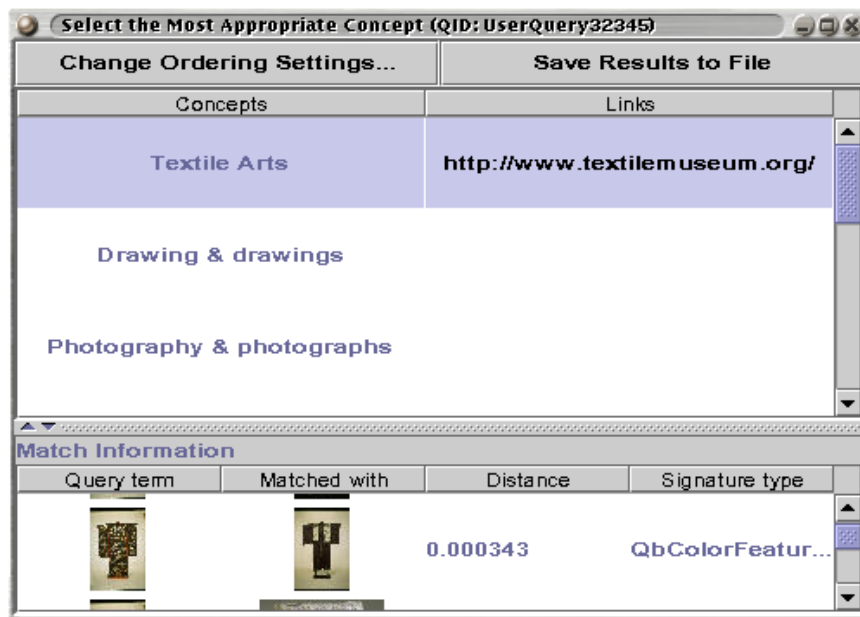 Select the Most Appropriate Concept (QID: UserQuery32345)
Change Ordering Settings... Save Results to File
Concepts Links
Textile Arts http://www.textilemuseum.org/
Drawing & drawings
Photography & photographs
Match Information
Query term Matched with Distance Signature type
0.000343 QbColorFeatur...